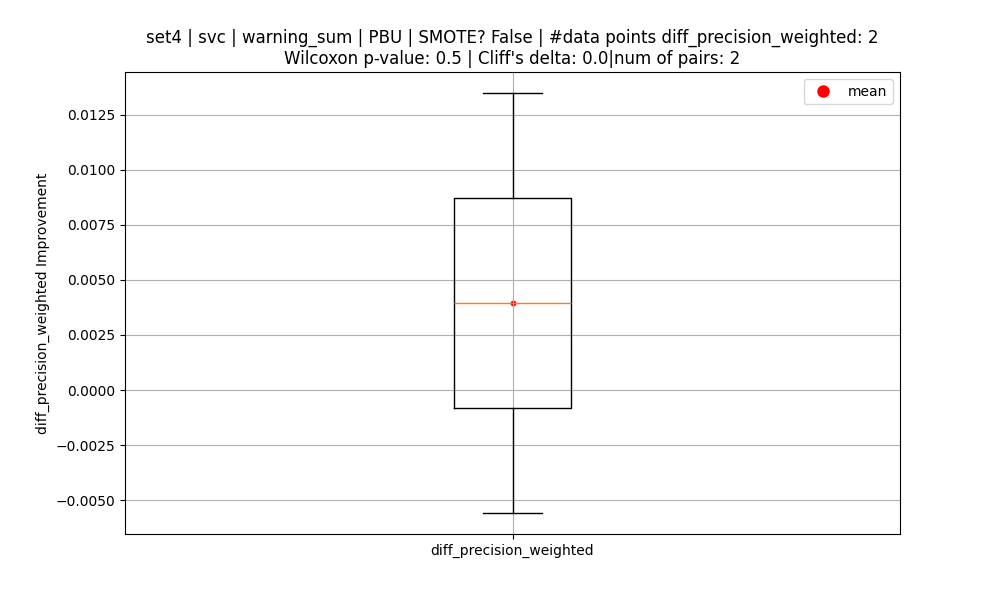 set4 | svc | warning_sum | PBU | SMOTE? False | #data points diff_precision_weighted: 2
Wilcoxon p-value: 0.5 | Cliff's delta: 0.0|num of pairs: 2
mean
0.0125
0.0100
0.0075
0.0050
0.0025
0.0000
−0.0025
−0.0050
diff_precision_weighted Improvement
diff_precision_weighted